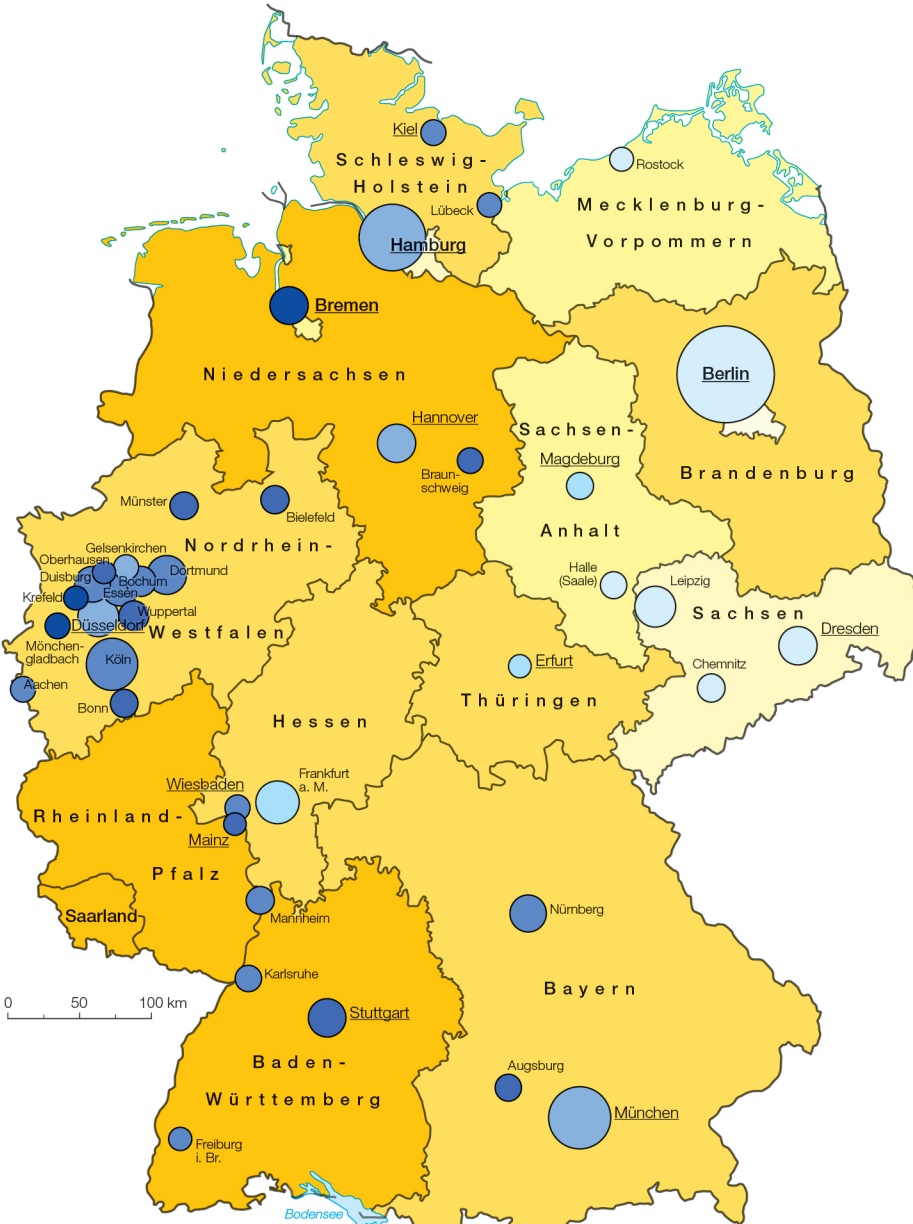 Kiel
Schleswig-
Holstein
Rostock
Lübeck
Mecklenburg-
Vorpommern
Hamburg
Bremen
Niedersachsen
Berlin
Hannover
Braun-
schweig
Sachsen-
Magdeburg
Brandenburg
Münster
Bielefeld
Anhalt
Nordrhein-
Gelsenkirchen
Oberhausen
Duisburg
Bochum
Dortmund
Essen
Krefeld
Wuppertal
Düsseldorf
Westfalen
Mönchen-
gladbach
Köln
Aachen
Bonn
Halle
(Saale)
Leipzig
Sachsen
Dresden
Chemnitz
Erfurt
Thüringen
Hessen
Wiesbaden
Frankfurt
a. M.
Rheinland-
Mainz
Pfalz
Saarland
Mannheim
Nürnberg
Karlsruhe
Bayern
0 50 100 km
Stuttgart
Baden-
Württemberg
Augsburg
München
Freiburg
i. Br.
Bodensee